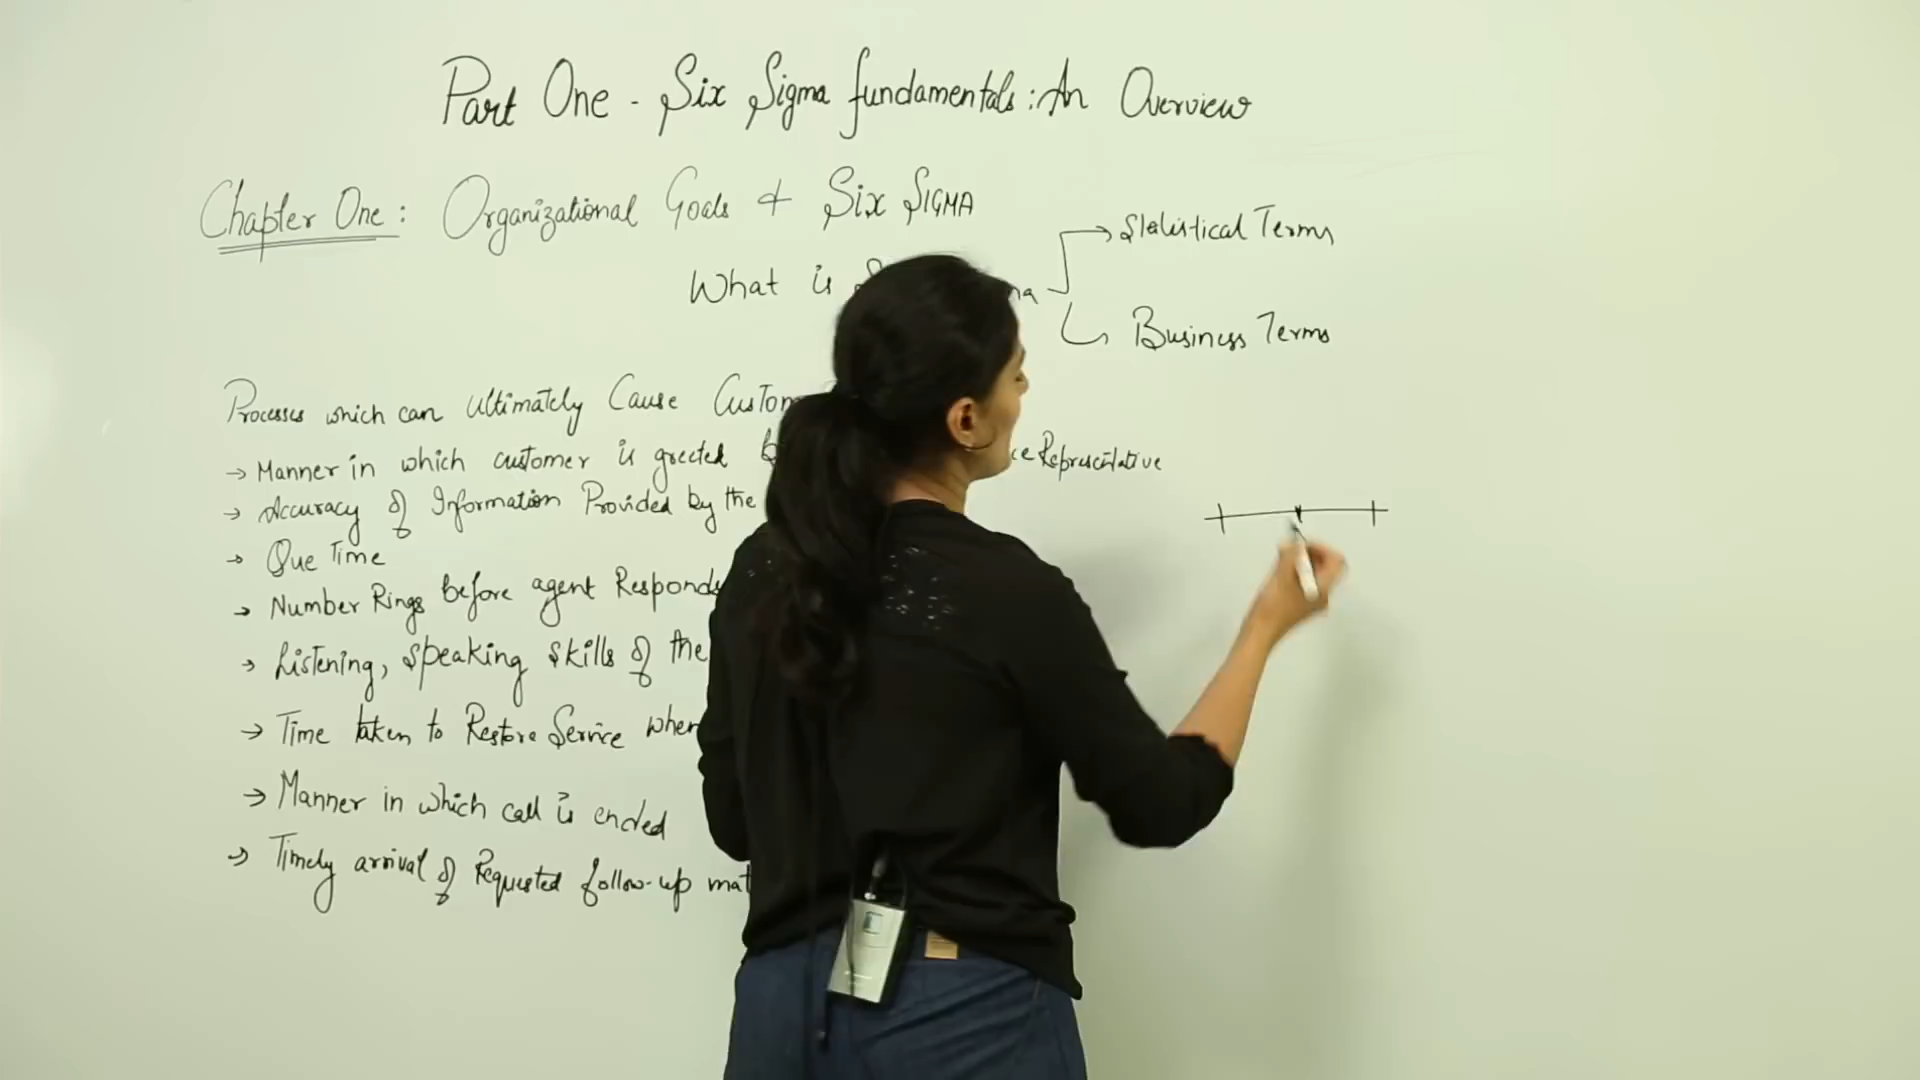 Part One - Six Sigma Fundamentals: An Overview
Chapter One: Organizational Goals + Six SIGMA
Statistical Terms
What is
Business Terms
Processes which can Ultimately Cause
Manner in which customer is greeted Representative
Accuracy of Information Provided by the
Que Time
Number Rings before agent Responds
Listening, Speaking Skills of the
Time taken to Restore Service when
Manner in which call is ended
Timely arrival of Requested follow-up